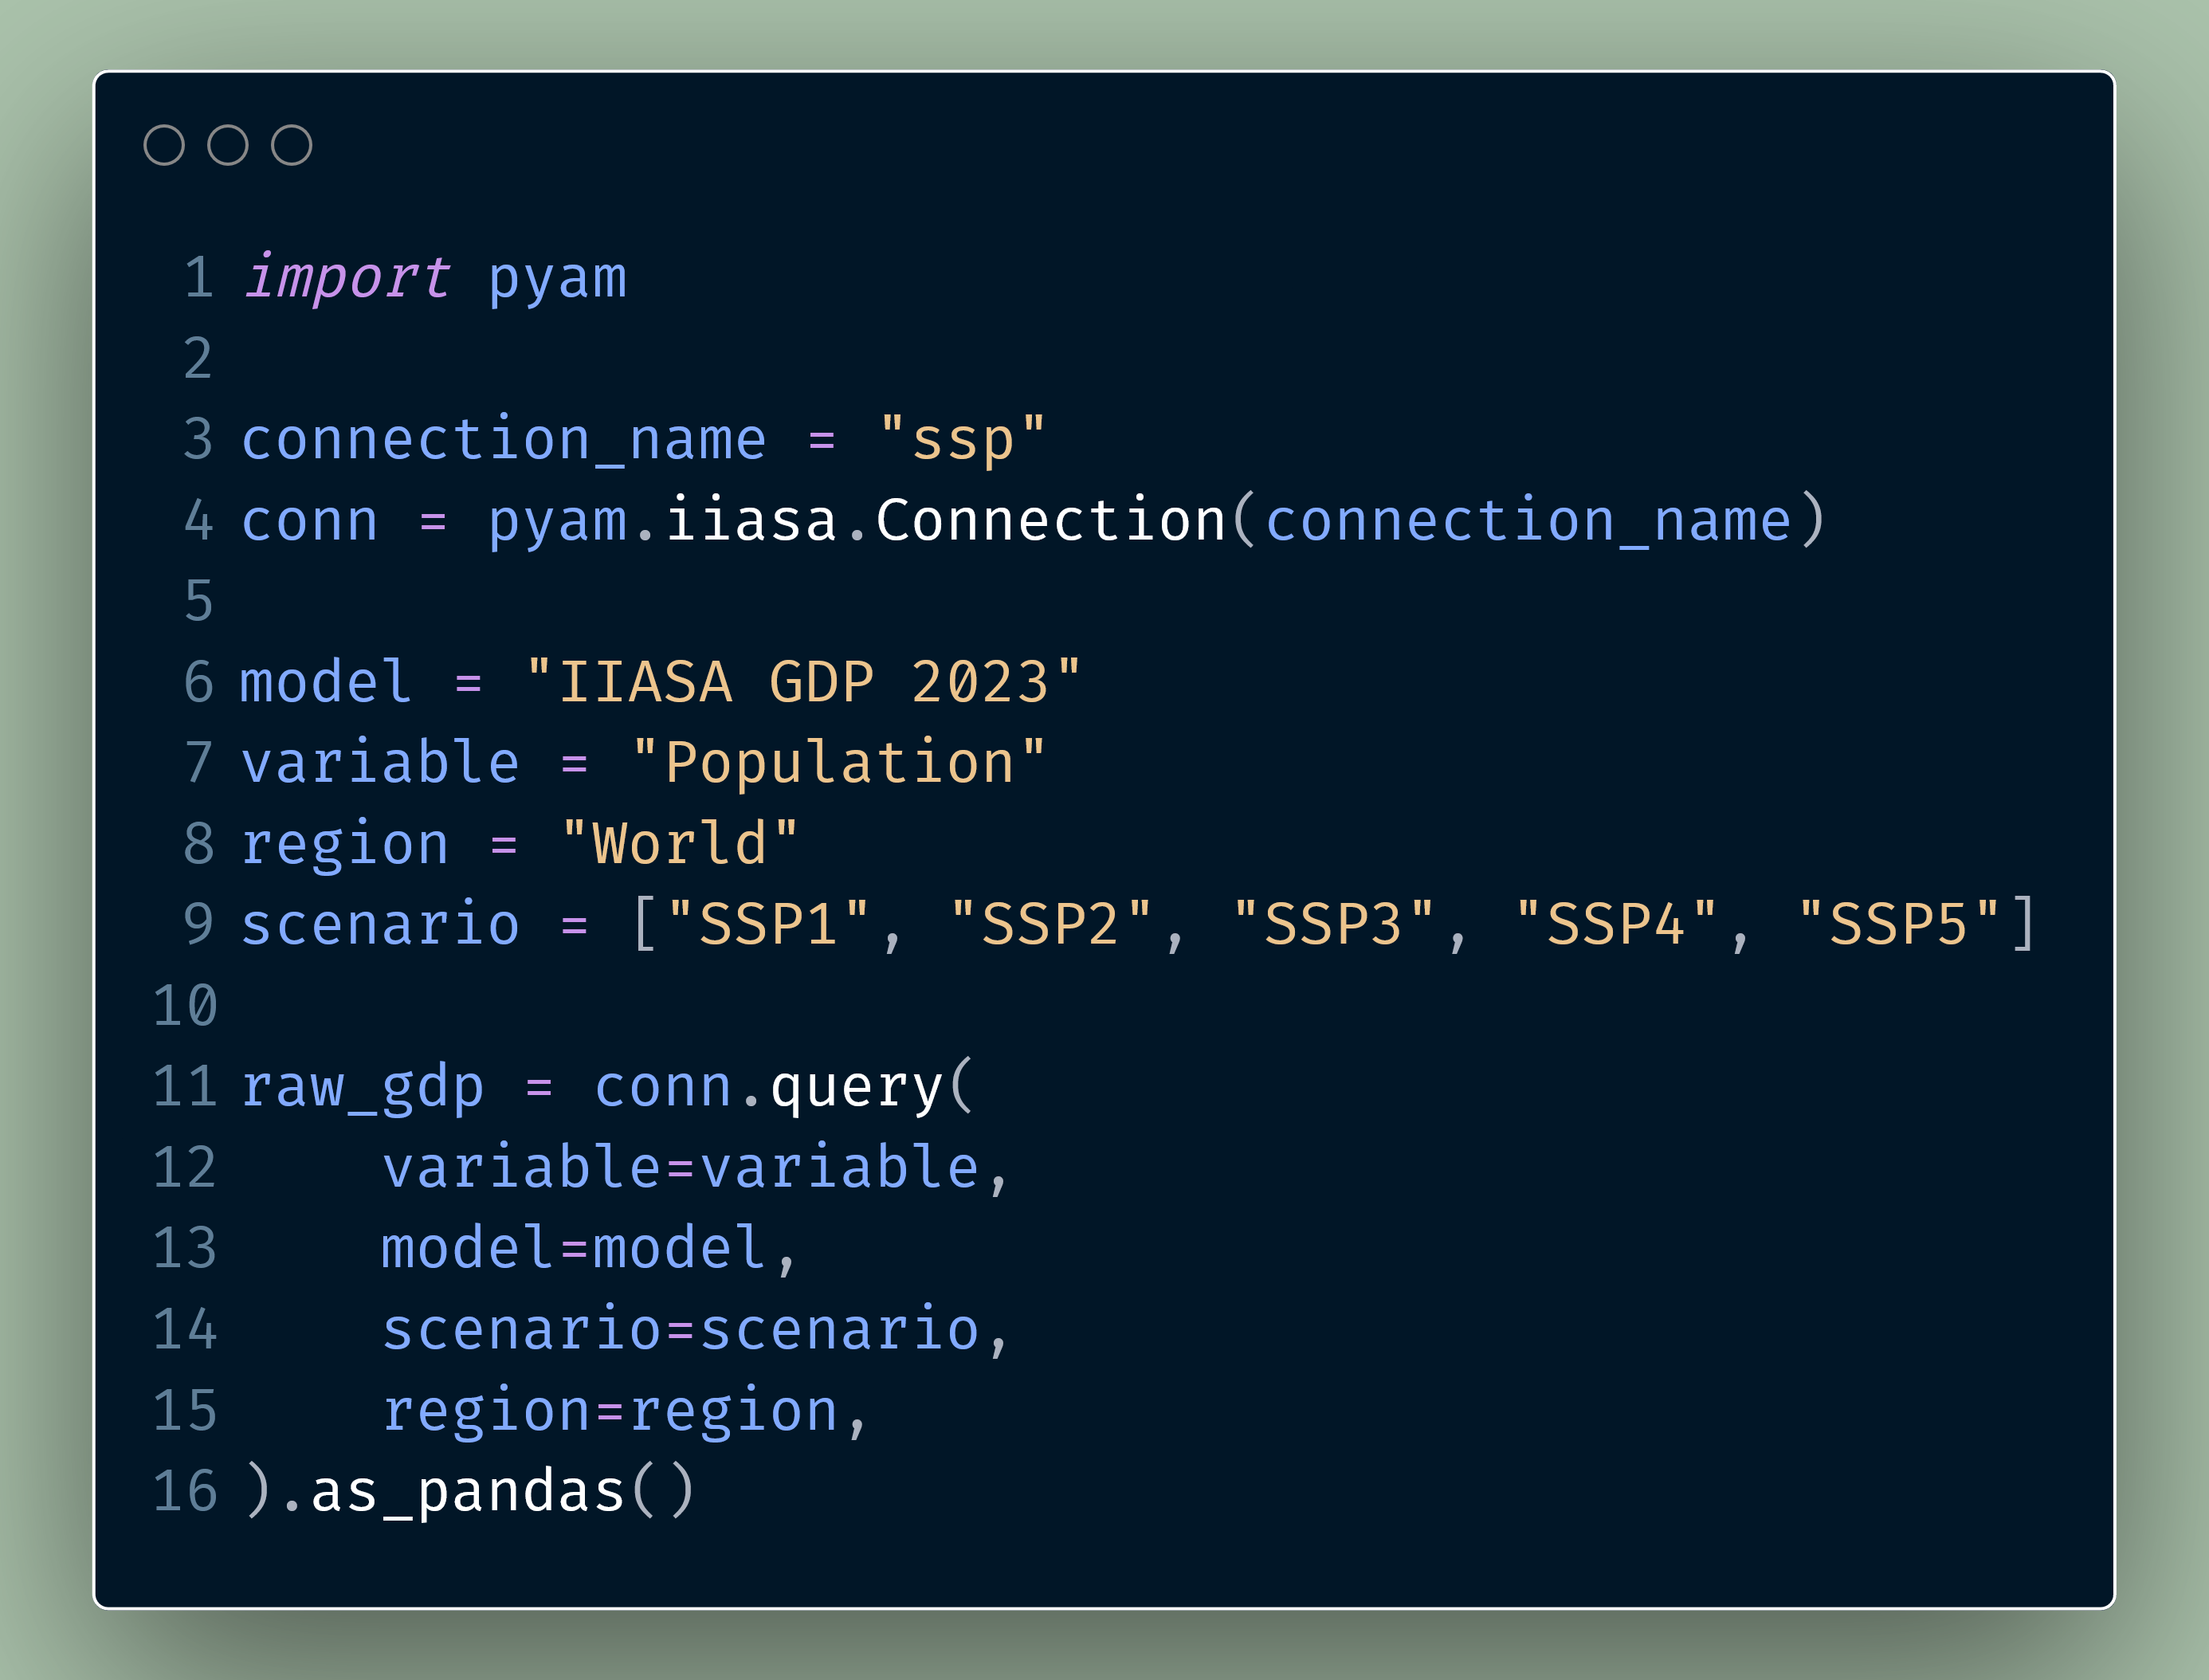 1 import pyam
2
3 connection_name = "ssp"
4 conn = pyam.iiasa.Connection(connection_name)
5
6 model = "IIASA GDP 2023"
7 variable = "Population"
8 region = "World"
9 scenario = ["SSP1", "SSP2", "SSP3", "SSP4", "SSP5"]
10
11 raw_gdp = conn.query(
12     variable=variable,
13     model=model,
14     scenario=scenario,
15     region=region,
16 ).as_pandas()